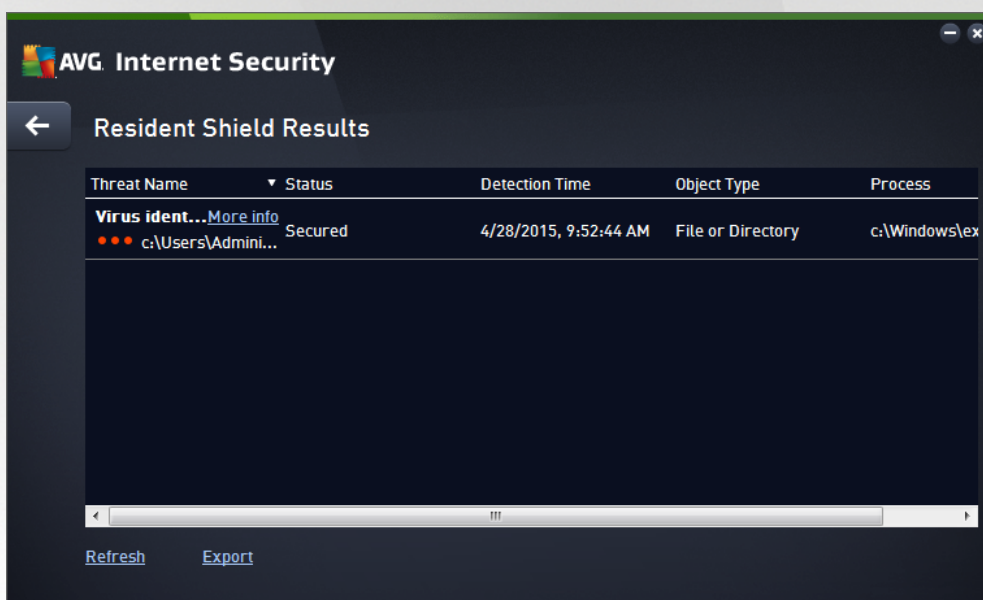 AVG. Internet Security
Resident Shield Results
Threat Name Status Detection Time Object Type Process
Virus ident...More info
Secured 4/28/2015, 9:52:44 AM File or Directory c:\Windows\ex
c:\Users\Admini...
Refresh Export